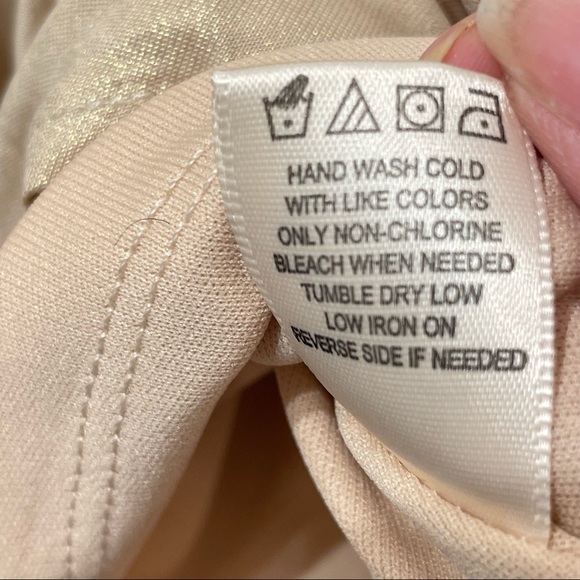 HAND WASH COLD
WITH LIKE COLORS
ONLY NON-CHLORINE
BLEACH WHEN NEEDED
TUMBLE DRY LOW
LOW IRON ON
REVERSE SIDE IF NEEDED